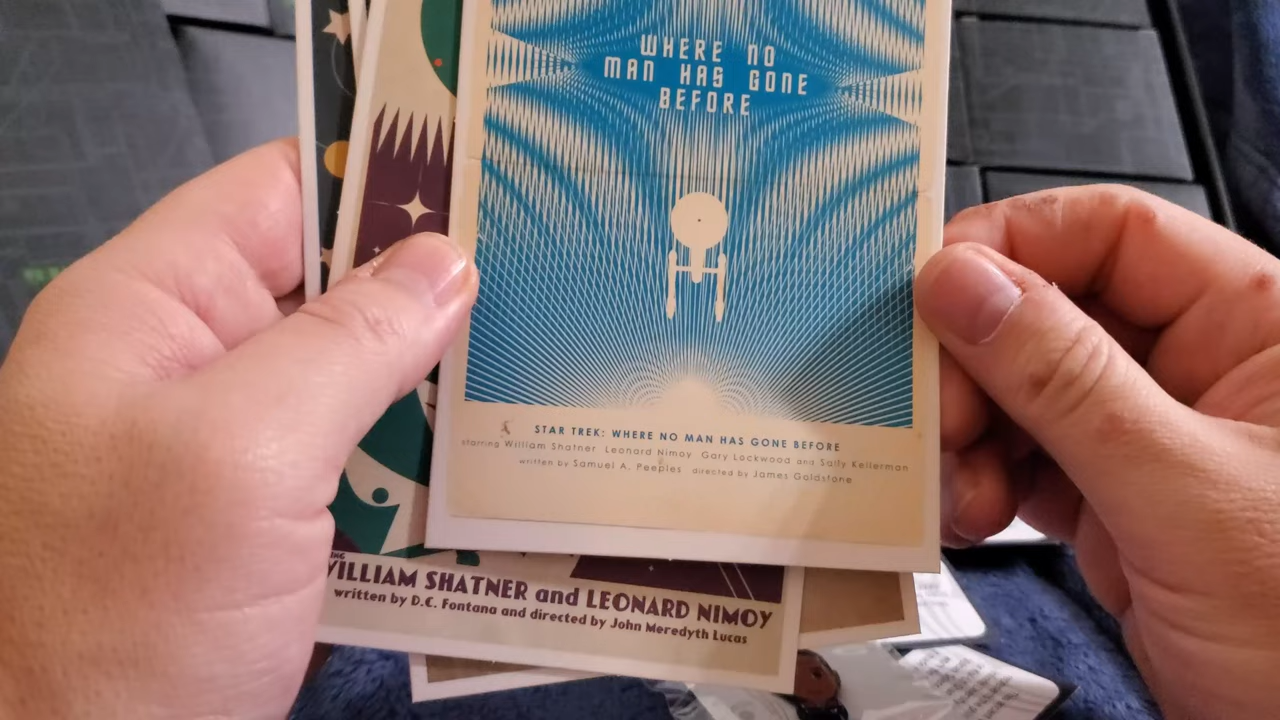 WHERE NO
MAN HAS GONE
BEFORE
STAR TREK: WHERE NO MAN HAS GONE BEFORE
starring William Shatner Leonard Nimoy Gary Lockwood and Sally Kellerman
written by Samuel A. Peeples directed by James Goldstone
WILLIAM SHATNER and LEONARD NIMOY
written by D.C. Fontana and directed by John Meredyth Lucas